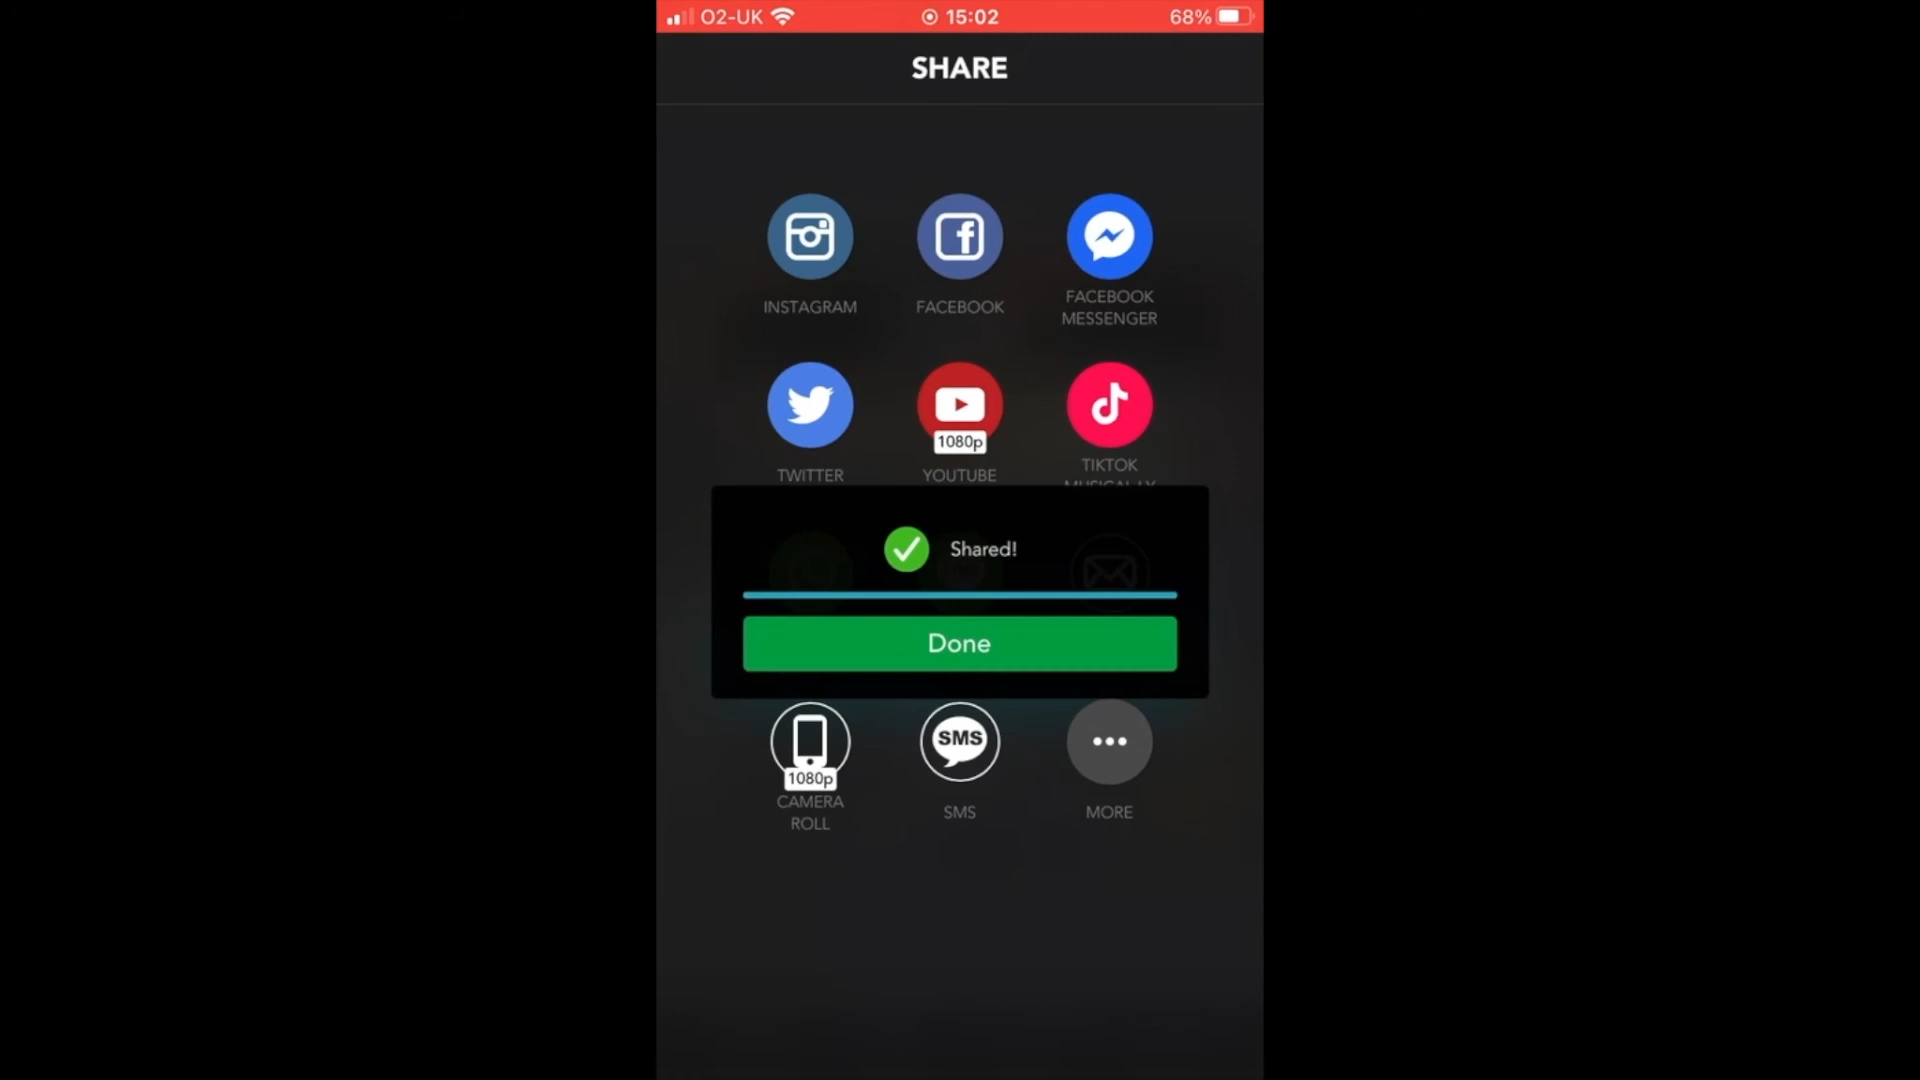 O2-UK 15:02 68%
SHARE
INSTAGRAM FACEBOOK FACEBOOK
MESSENGER
1080p
TWITTER YOUTUBE TIKTOK
MUSICAL.LY
Shared!
Done
SMS
1080p
CAMERA
ROLL SMS MORE